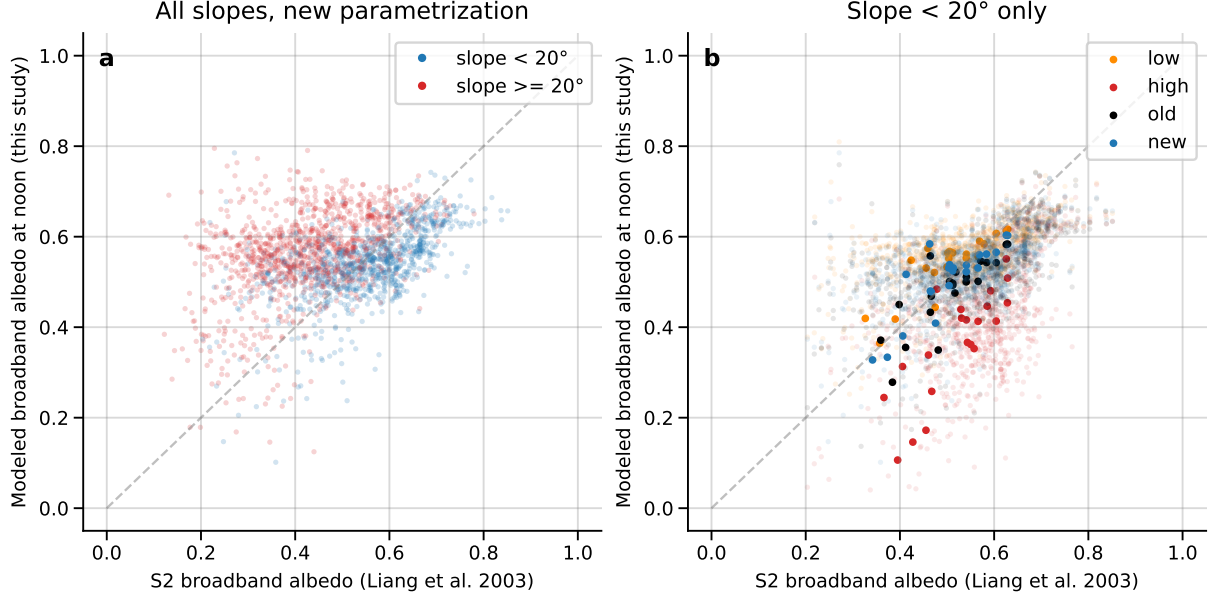 All slopes, new parametrization
a
slope < 20°
slope >= 20°
1.0
0.8
0.6
0.4
0.2
0.0
Modeled broadband albedo at noon (this study)
0.0 0.2 0.4 0.6 0.8 1.0
S2 broadband albedo (Liang et al. 2003)
Slope < 20° only
b
low
high
old
new
1.0
0.8
0.6
0.4
0.2
0.0
Modeled broadband albedo at noon (this study)
0.0 0.2 0.4 0.6 0.8 1.0
S2 broadband albedo (Liang et al. 2003)